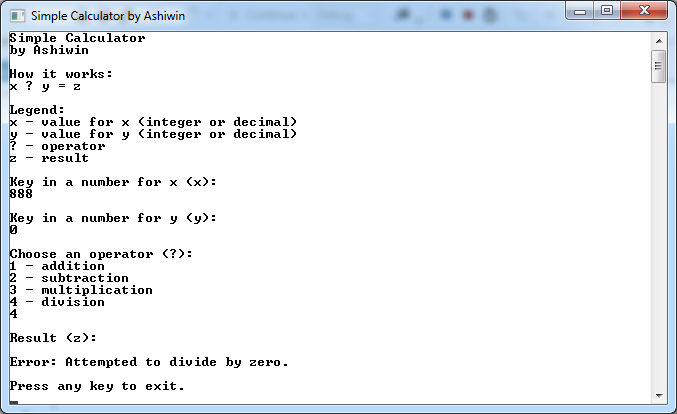 Simple Calculator by Ashiwin
Simple Calculator
by Ashiwin
How it works:
x ? y = z
Legend:
x - value for x (integer or decimal)
y - value for y (integer or decimal)
? - operator
z - result
Key in a number for x (x):
888
Key in a number for y (y):
0
Choose an operator (?):
1 - addition
2 - subtraction
3 - multiplication
4 - division
4
Result (z):
Error: Attempted to divide by zero.
Press any key to exit.